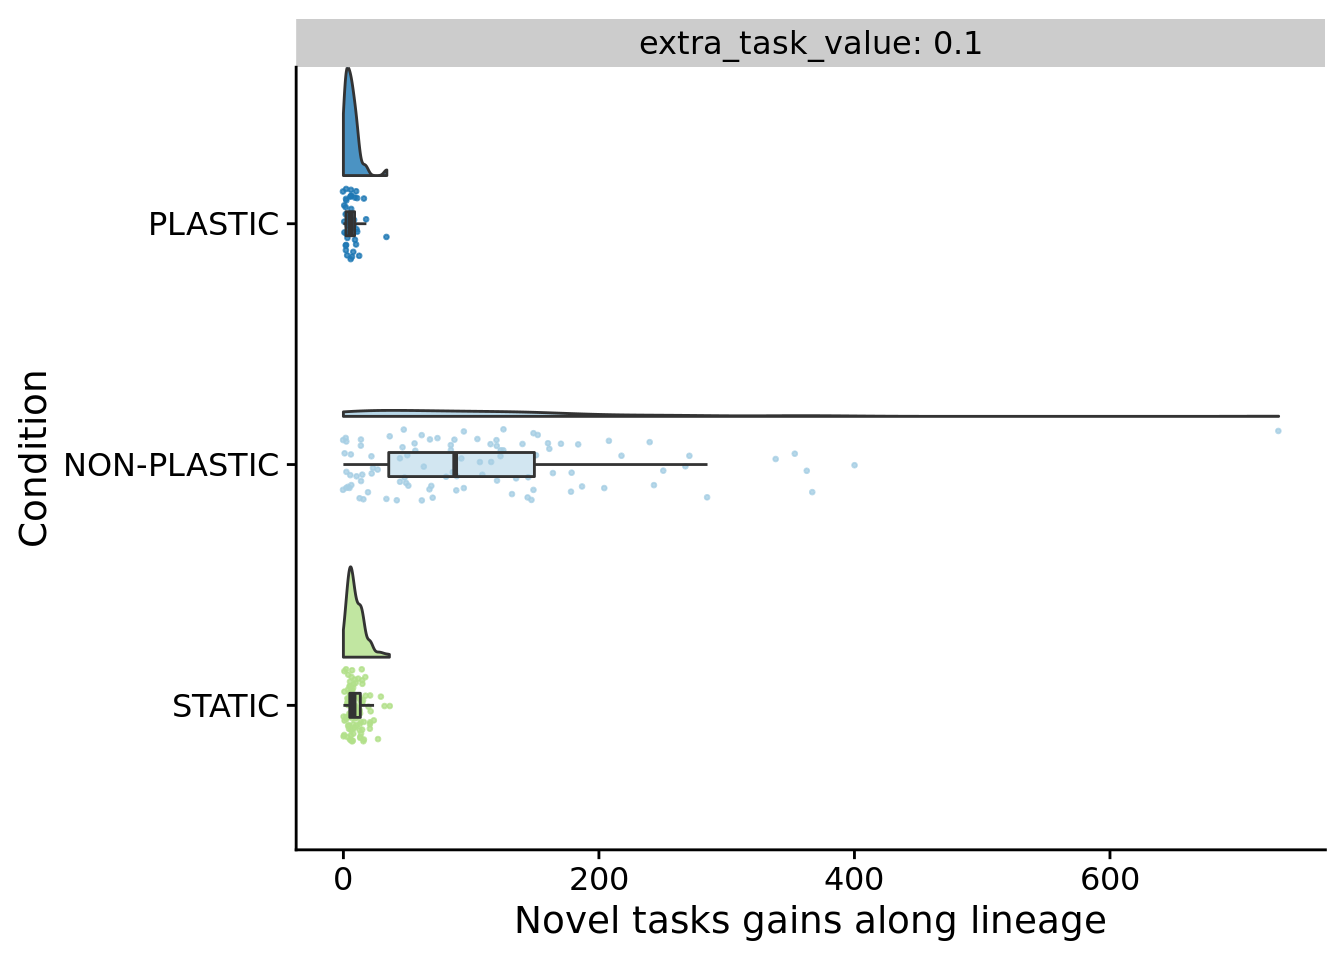 extra_task_value: 0.1
Condition
PLASTIC
NON-PLASTIC
STATIC
0 200 400 600
Novel tasks gains along lineage